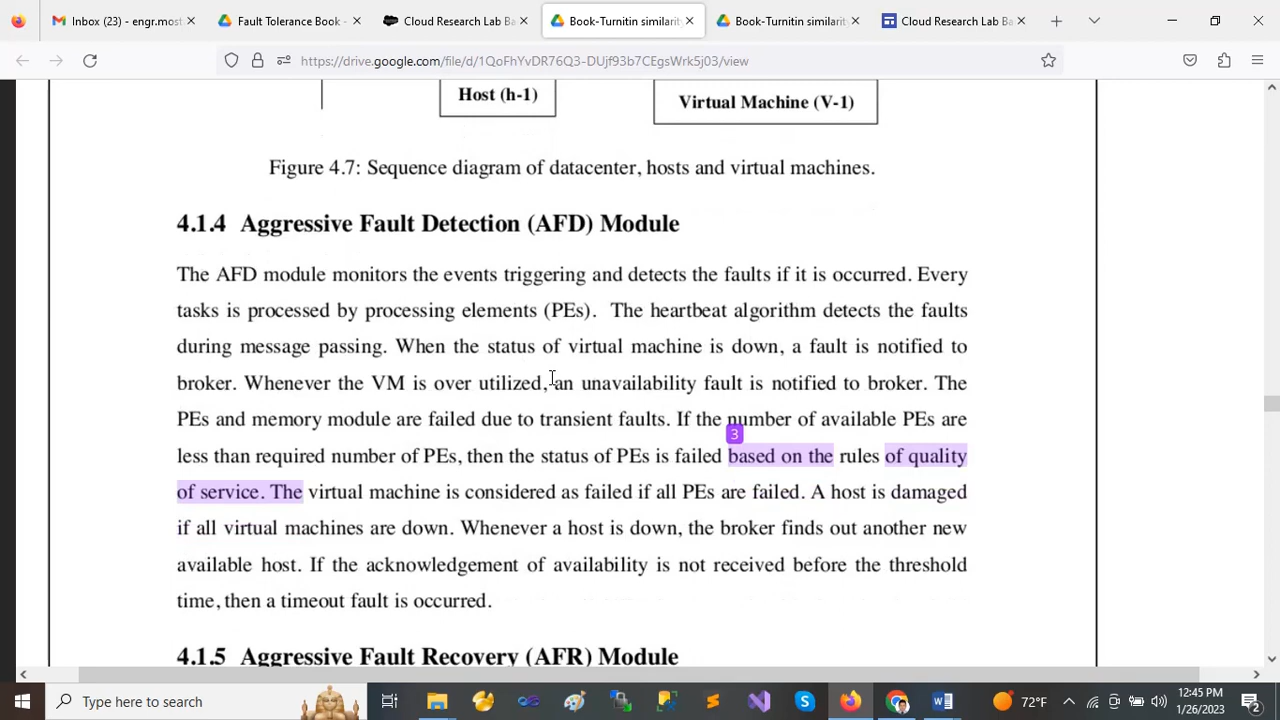 Inbox (23) - engr.most
Fault Tolerance Book -
Cloud Research Lab Ba
Book-Turnitin similarity
Book-Turnitin similarity
Cloud Research Lab Ba
https://drive.google.com/file/d/1QoFhYvDR76Q3-DUjf93b7CEgsWrk5j03/view
Host (h-1)
Virtual Machine (V-1)
Figure 4.7: Sequence diagram of datacenter, hosts and virtual machines.
4.1.4 Aggressive Fault Detection (AFD) Module
The AFD module monitors the events triggering and detects the faults if it is occurred. Every
tasks is processed by processing elements (PEs). The heartbeat algorithm detects the faults
during message passing. When the status of virtual machine is down, a fault is notified to
broker. Whenever the VM is over utilized, an unavailability fault is notified to broker. The
PEs and memory module are failed due to transient faults. If the number of available PEs are
3
less than required number of PEs, then the status of PEs is failed based on the rules of quality
of service. The virtual machine is considered as failed if all PEs are failed. A host is damaged
if all virtual machines are down. Whenever a host is down, the broker finds out another new
available host. If the acknowledgement of availability is not received before the threshold
time, then a timeout fault is occurred.
4.1.5 Aggressive Fault Recovery (AFR) Module
Type here to search
72°F
12:45 PM
1/26/2023
2